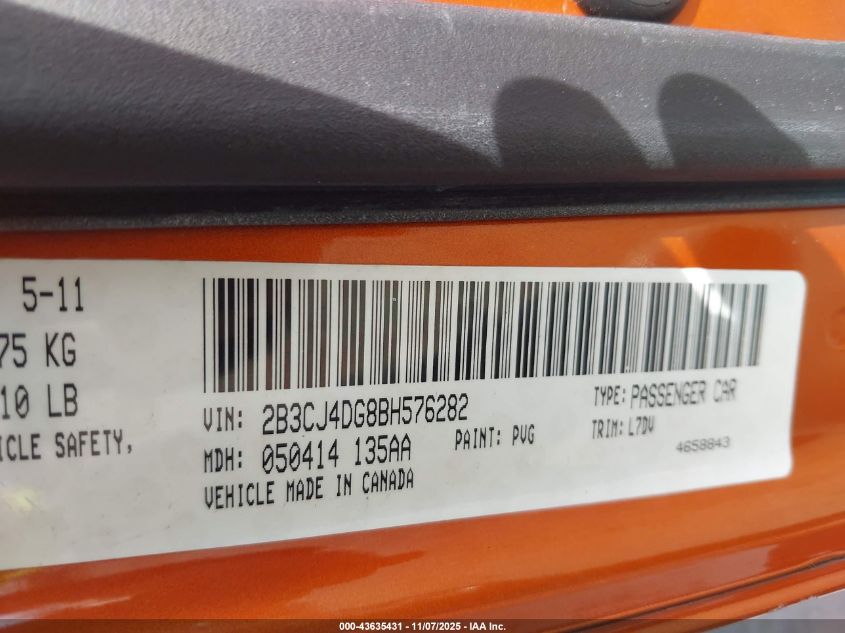 5-11
75 KG
10 LB
ICLE SAFETY,
VIN: 2B3CJ4DG8BH576282
TYPE: PASSENGER CAR
MDH: 050414 135AA
PAINT: PVG
TRIM: L7DV
VEHICLE MADE IN CANADA
4658843
000-43635431 - 11/07/2025 - IAA Inc.